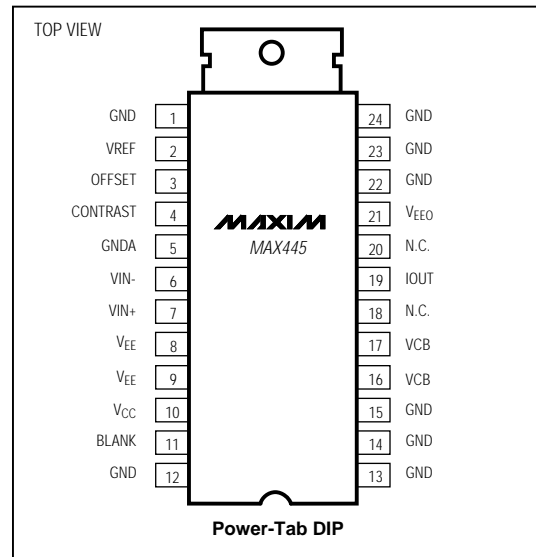 TOP VIEW
GND 1 24 GND
VREF 2 23 GND
OFFSET 3 22 GND
CONTRAST 4 21 VEEO
GNDA 5 20 N.C.
VIN- 6 19 IOUT
VIN+ 7 18 N.C.
VEE 8 17 VCB
VEE 9 16 VCB
VCC 10 15 GND
BLANK 11 14 GND
GND 12 13 GND
MAXIM
MAX445
Power-Tab DIP